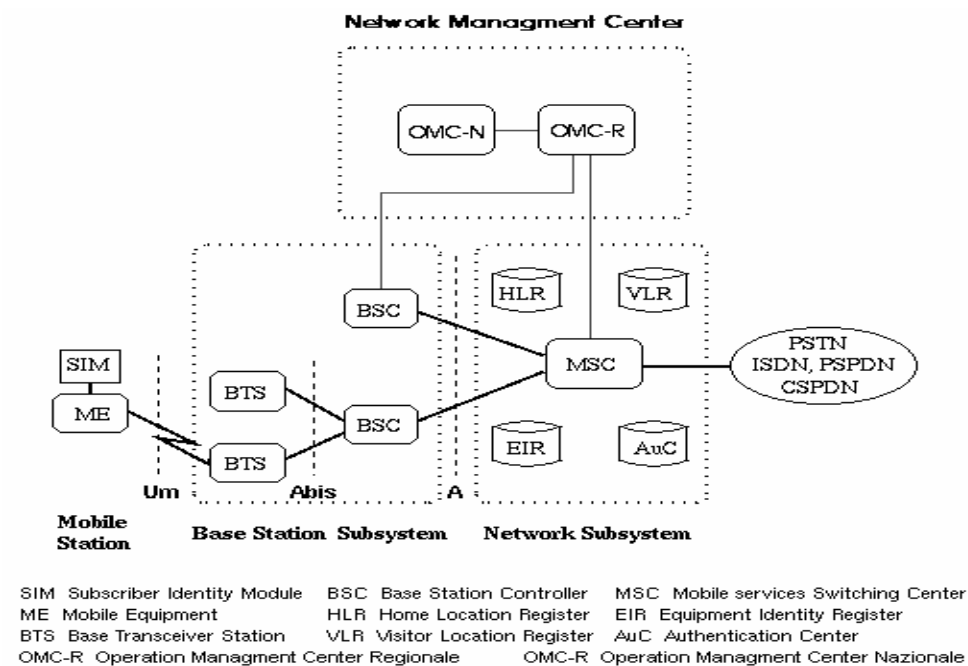 Network Managment Center
OMC-N
OMC-R
BSC
HLR
VLR
SIM
ME
BTS
BSC
BTS
MSC
PSTN
ISDN, PSPDN
CSPDN
EIR
AuC
Um
Abis
A
Mobile
Station
Base Station Subsystem
Network Subsystem
SIM Subscriber Identity Module BSC Base Station Controller MSC Mobile services Switching Center
ME Mobile Equipment HLR Home Location Register EIR Equipment Identity Register
BTS Base Transceiver Station VLR Visitor Location Register AuC Authentication Center
OMC-R Operation Managment Center Regionale OMC-R Operation Managment Center Nazionale